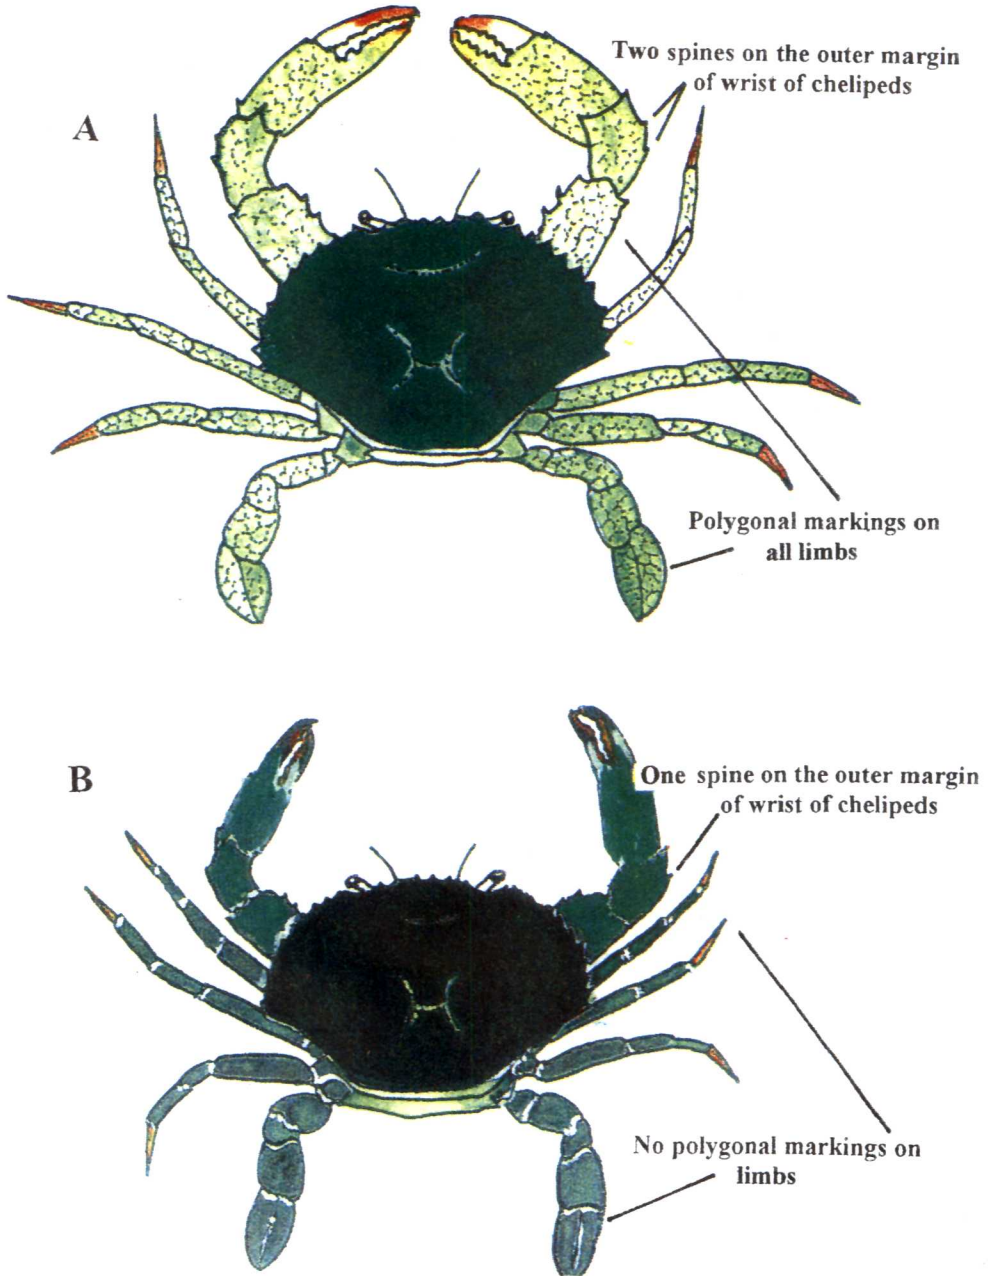 Two spines on the outer margin
of wrist of chelipeds
A
Polygonal markings on
all limbs
B
One spine on the outer margin
of wrist of chelipeds
No polygonal markings on
limbs